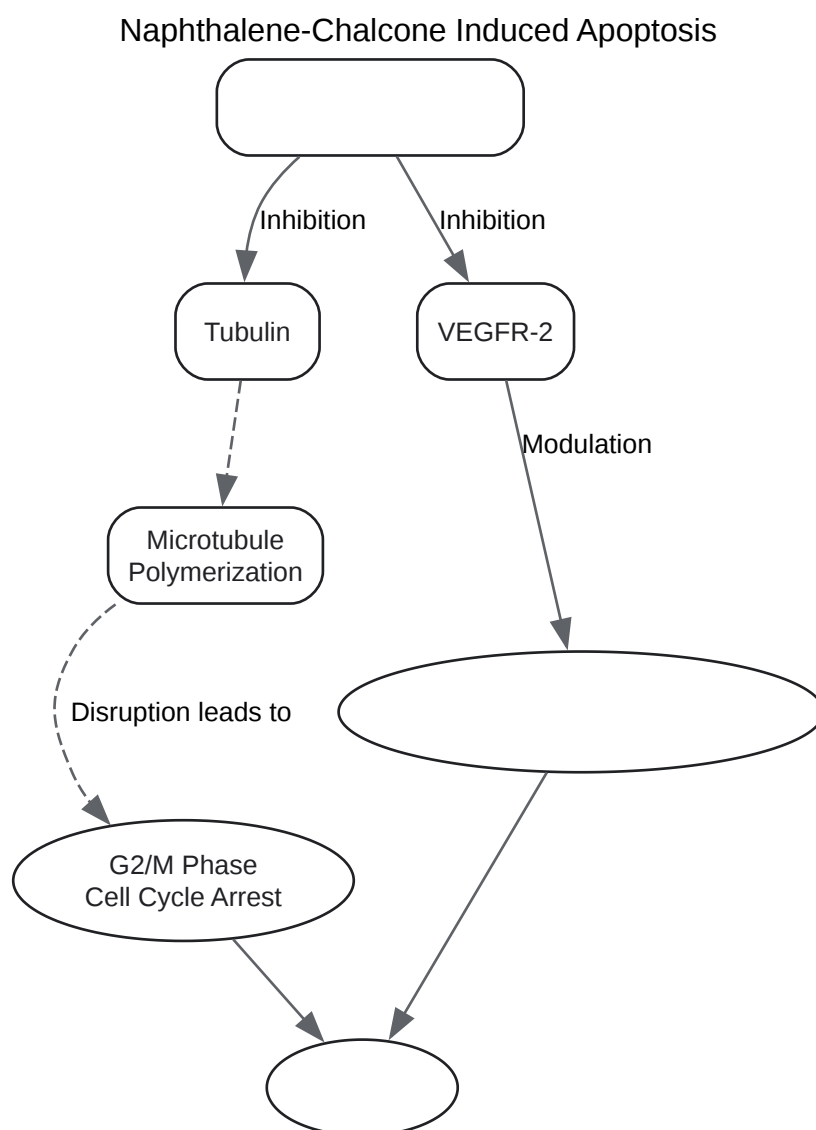 Naphthalene-Chalcone Induced Apoptosis
Inhibition
Inhibition
Tubulin
VEGFR-2
Modulation
Microtubule
Polymerization
Disruption leads to
G2/M Phase
Cell Cycle Arrest